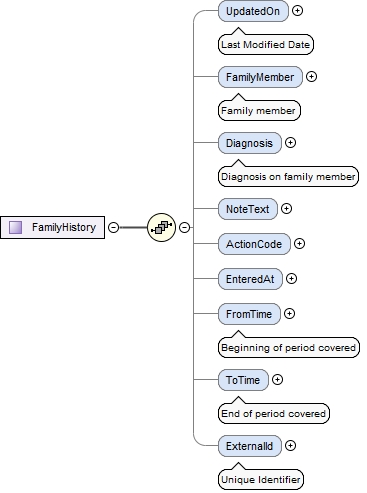 UpdatedOn
Last Modified Date
FamilyMember
Family member
Diagnosis
Diagnosis on family member
NoteText
FamilyHistory
ActionCode
EnteredAt
FromTime
Beginning of period covered
ToTime
End of period covered
ExternalId
Unique Identifier